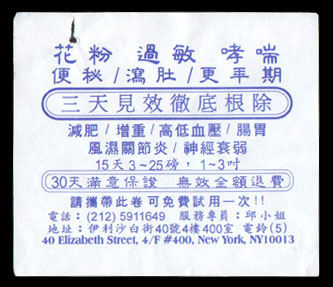 花粉 過敏 哮喘
便秘/瀉肚/更年期
三天見效徹底根除
減肥/增重/高低血壓/腸胃
風濕關節炎/神經衰弱
15天3~25磅，1~3吋
30天滿意保證 無效全額退費
請攜帶此卷可免費試用一次!!
電話：(212) 5911649 服務專員：邱小姐
地址：伊利沙白街40號4樓400室 電鈴(5)
40 Elizabeth Street, 4/F #400, New York, NY10013